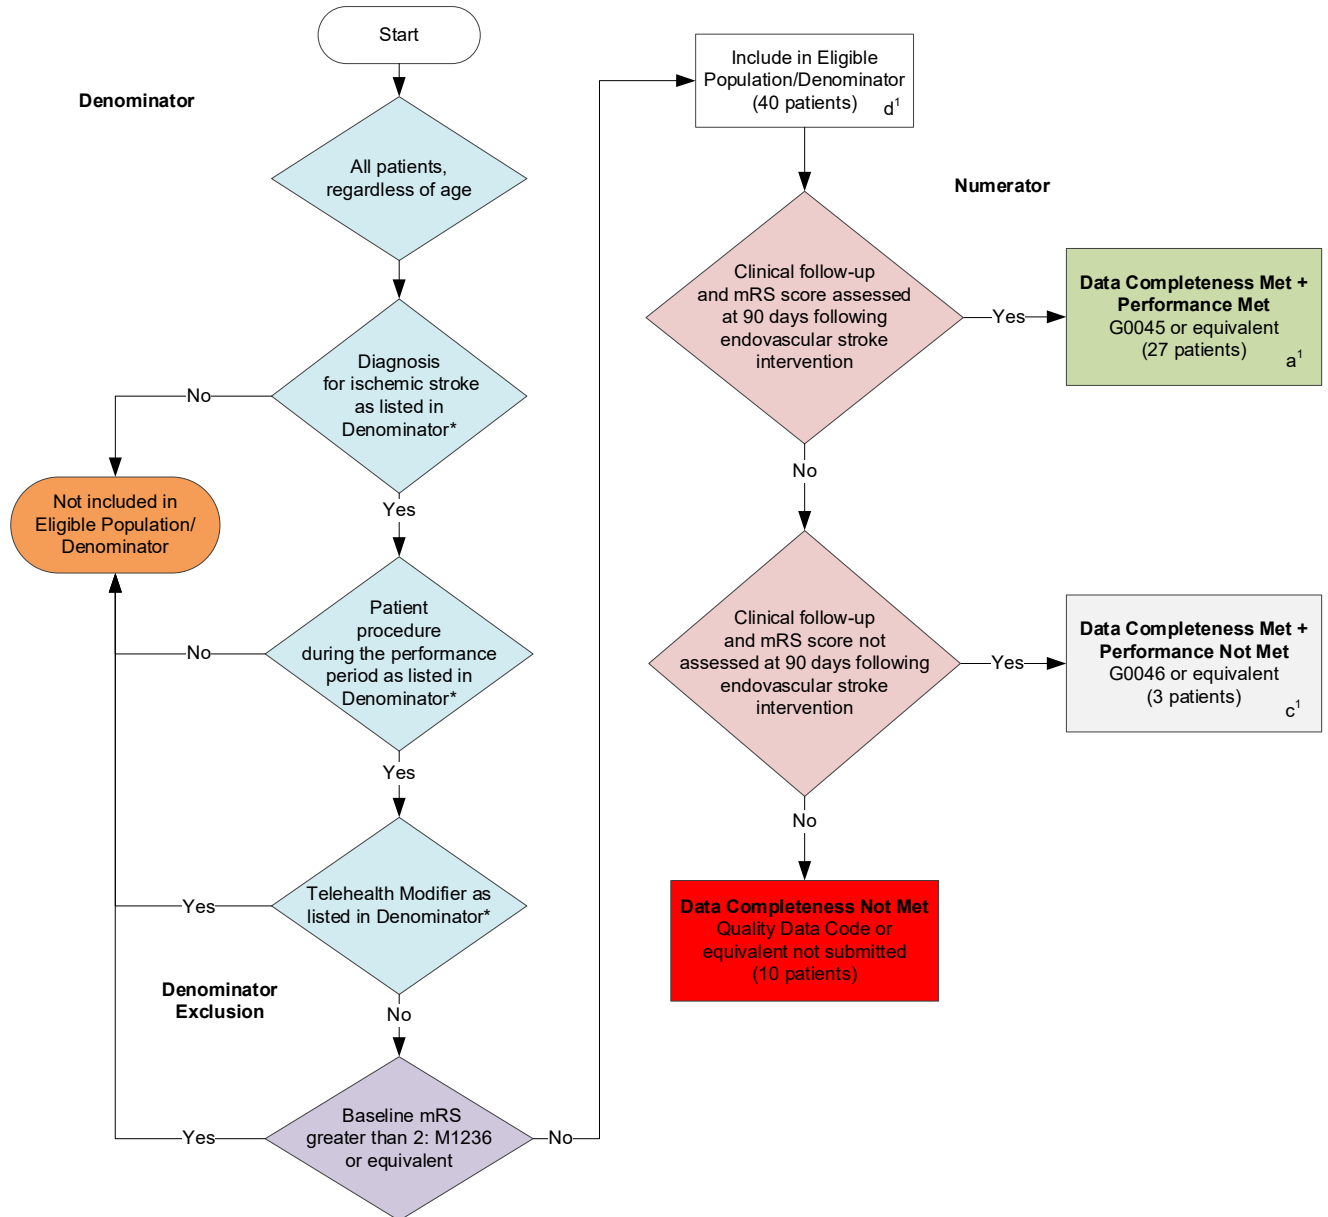 Start
Denominator
All patients,
regardless of age
Diagnosis
for ischemic stroke
as listed in
Denominator*
No
Yes
Not included in
Eligible Population/
Denominator
Patient
procedure
during the performance
period as listed in
Denominator*
No
Yes
Telehealth Modifier as
listed in Denominator*
Yes
No
Denominator
Exclusion
Baseline mRS
greater than 2: M1236
or equivalent
Yes
No
Include in Eligible
Population/Denominator
(40 patients)
d¹
Numerator
Clinical follow-up
and mRS score assessed
at 90 days following
endovascular stroke
intervention
Yes
Data Completeness Met +
Performance Met
G0045 or equivalent
(27 patients)
a¹
No
Clinical follow-up
and mRS score not
assessed at 90 days following
endovascular stroke
intervention
Yes
Data Completeness Met +
Performance Not Met
G0046 or equivalent
(3 patients)
c¹
No
Data Completeness Not Met
Quality Data Code or
equivalent not submitted
(10 patients)